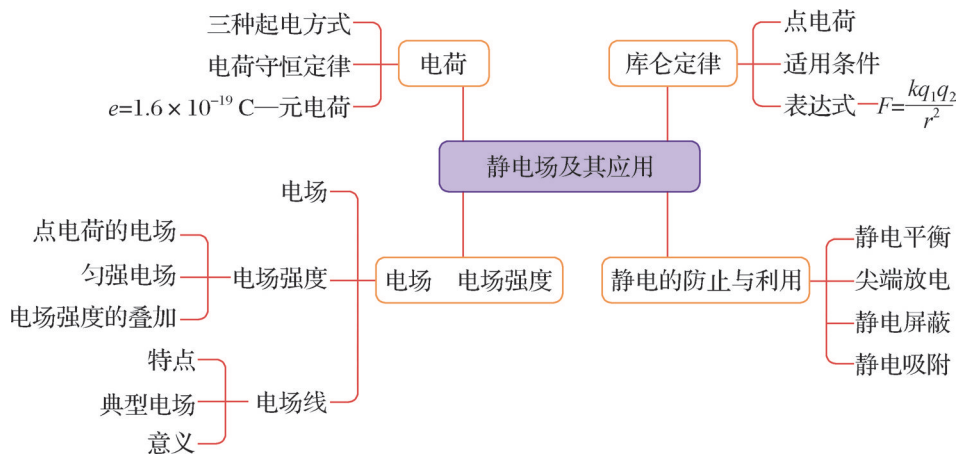 三种起电方式
电荷守恒定律
e=1.6×10⁻¹⁹ C—元电荷
电荷
库仑定律
点电荷
适用条件
表达式—F=kq₁q₂/r²
静电场及其应用
电场
点电荷的电场
匀强电场
电场强度的叠加
电场强度
特点
典型电场
意义
电场线
电场 电场强度
静电的防止与利用
静电平衡
尖端放电
静电屏蔽
静电吸附